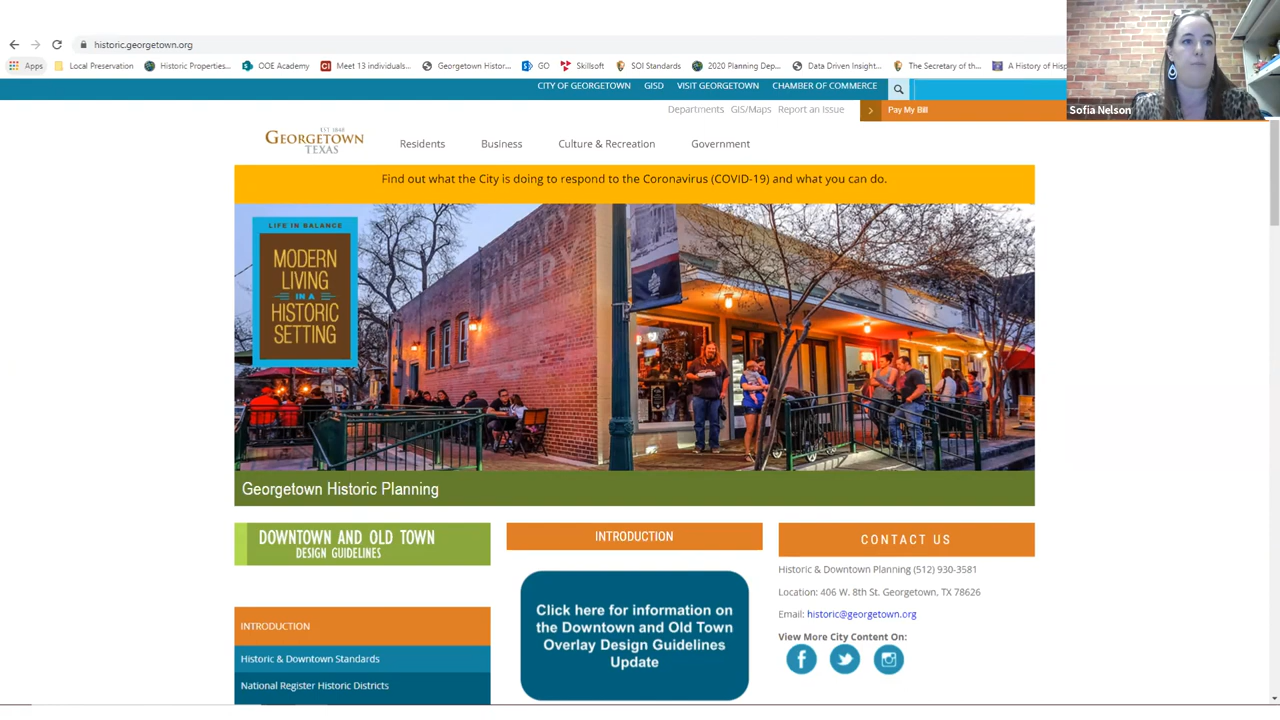 historic.georgetown.org
Apps Local Preservation Historic Properties... OOE Academy Meet 13 individuals... Georgetown Histor... GO Skillsoft SOI Standards 2020 Planning Dep... Data Driven Insight... The Secretary of th... A History of Hisp
Sofia Nelson
CITY OF GEORGETOWN GISD VISIT GEORGETOWN CHAMBER OF COMMERCE
Departments GIS/Maps Report an Issue Pay My Bill
EST. 1848
GEORGETOWN
TEXAS
Residents Business Culture & Recreation Government
Find out what the City is doing to respond to the Coronavirus (COVID-19) and what you can do.
LIFE IN BALANCE
MODERN
LIVING
IN A
HISTORIC
SETTING
BAKERY
Georgetown Historic Planning
DOWNTOWN AND OLD TOWN
DESIGN GUIDELINES
INTRODUCTION
Historic & Downtown Standards
National Register Historic Districts
INTRODUCTION
Click here for information on
the Downtown and Old Town
Overlay Design Guidelines
Update
CONTACT US
Historic & Downtown Planning (512) 930-3581
Location: 406 W. 8th St. Georgetown, TX 78626
Email: historic@georgetown.org
View More City Content On: